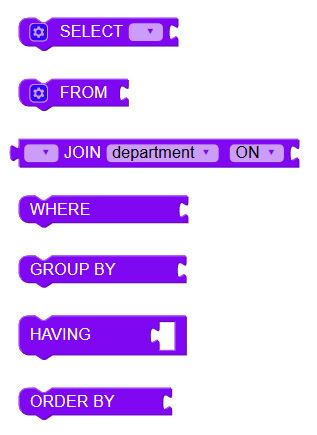 SELECT
FROM
JOIN department ON
WHERE
GROUP BY
HAVING
ORDER BY